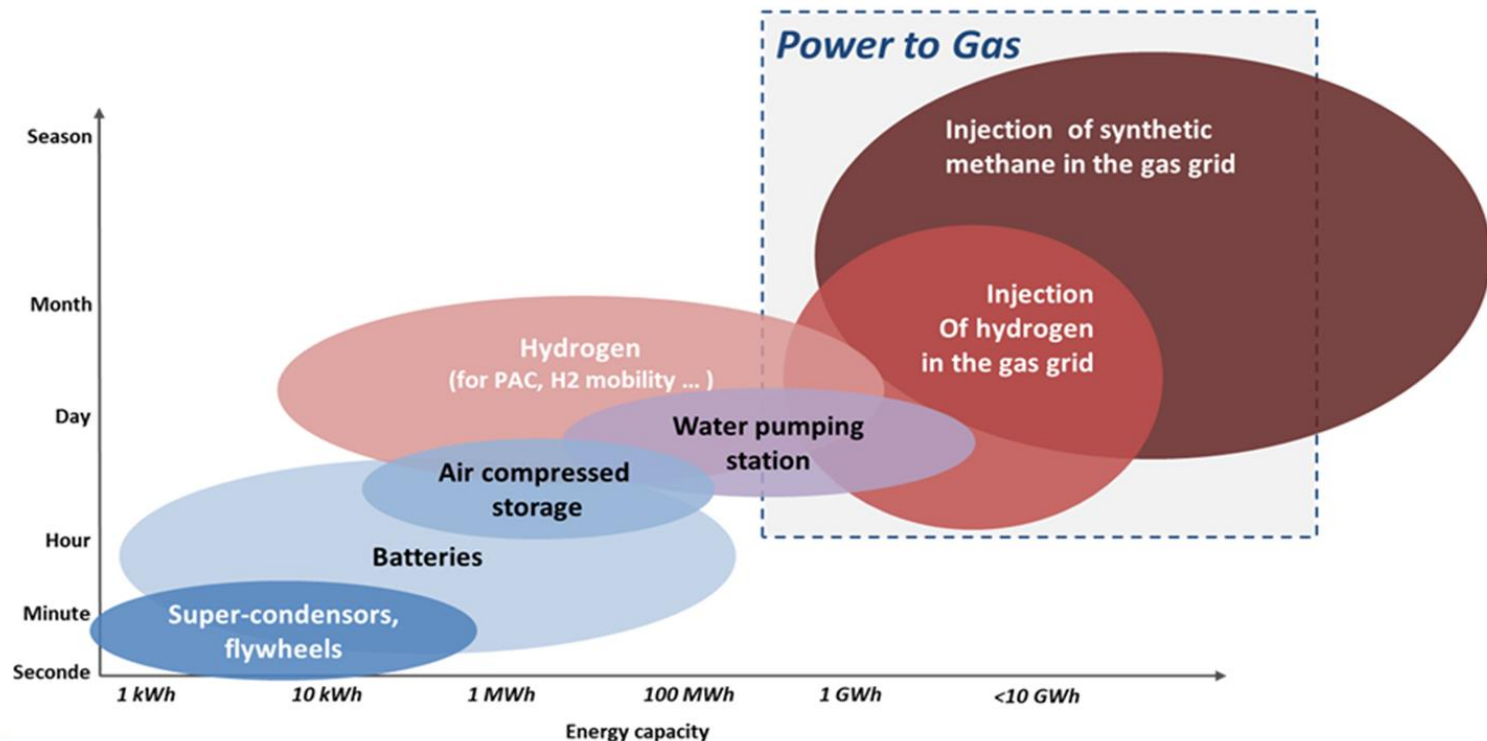 Power to Gas
Season
Injection of synthetic
methane in the gas grid
Month
Injection
Of hydrogen
in the gas grid
Hydrogen
(for PAC, H2 mobility ... )
Day
Water pumping
station
Air compressed
storage
Hour
Batteries
Minute
Super-condensors,
flywheels
Seconde
1 kWh
10 kWh
1 MWh
100 MWh
1 GWh
<10 GWh
Energy capacity